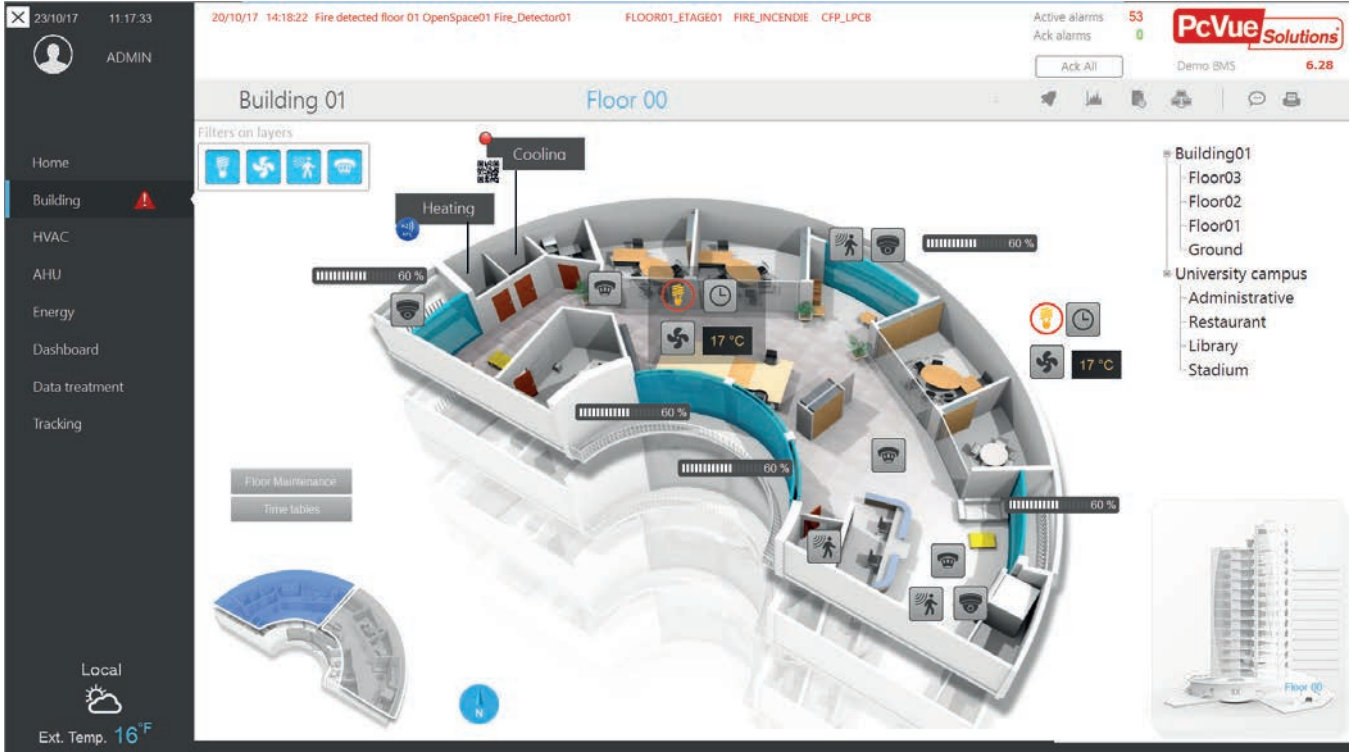 23/10/17 11:17:33
ADMIN
20/10/17 14:18:22 Fire detected floor 01 OpenSpace01 Fire_Detector01 FLOOR01_ETAGE01 FIRE_INCENDIE CFP_LPCB
Active alarms 53
Ack alarms 0
Ack All
PcVue Solutions
Demo BMS 6.28
Building 01
Floor 00
Filters on layers
Home
Building
HVAC
AHU
Energy
Dashboard
Data treatment
Tracking
Cooling
Heating
60 %
60 %
17 °C
17 °C
60 %
60 %
60 %
60 %
Building01
Floor03
Floor02
Floor01
Ground
University campus
Administrative
Restaurant
Library
Stadium
Floor Maintenance
Time tables
N
Floor 00
Local
Ext. Temp. 16°F